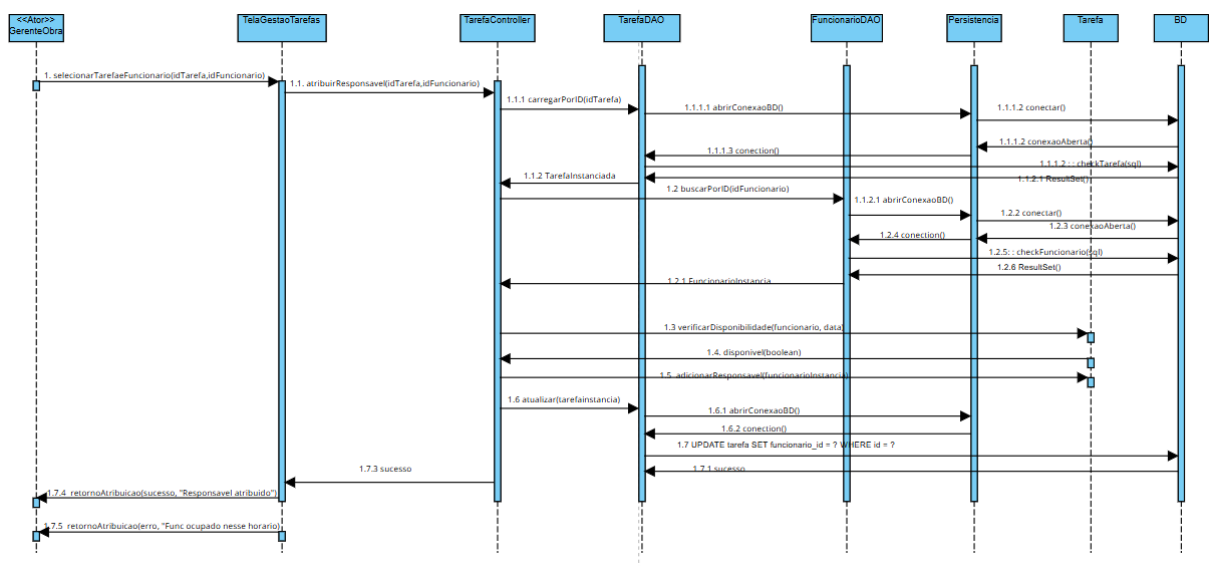 <<Ator>>
GerenteObra
TelaGestaoTarefas
TarefaController
TarefaDAO
FuncionarioDAO
Persistencia
Tarefa
BD
1. selecionarTarefaeFuncionario(idTarefa,idFuncionario)
1.1. atribuirResponsavel(idTarefa,idFuncionario)
1.1.1 carregarPorID(idTarefa)
1.1.1.1 abrirConexaoBD()
1.1.1.2 conectar()
1.1.1.2 conexaoAberta()
1.1.1.3 conection()
1.1.1.2 : : checkTarefa(sql)
1.1.2 TarefaInstanciada
1.1.2.1 ResultSet()
1.2 buscarPorID(idFuncionario)
1.1.2.1 abrirConexaoBD()
1.2.2 conectar()
1.2.3 conexaoAberta()
1.2.4 conection()
1.2.5: : checkFuncionario(sql)
1.2.6 ResultSet()
1.2.1 FuncionarioInstancia
1.3 verificarDisponibilidade(funcionario, data)
1.4. disponivel(boolean)
1.5. adicionarResponsavel(funcionarioInstancia)
1.6 atualizar(tarefainstancia)
1.6.1 abrirConexaoBD()
1.6.2 conection()
1.7 UPDATE tarefa SET funcionario_id = ? WHERE id = ?
1.7.1 sucesso
1.7.3 sucesso
1.7.4 retornoAtribuicao(sucesso, "Responsavel atribuido")
1.7.5 retornoAtribuicao(erro, "Func ocupado nesse horario)